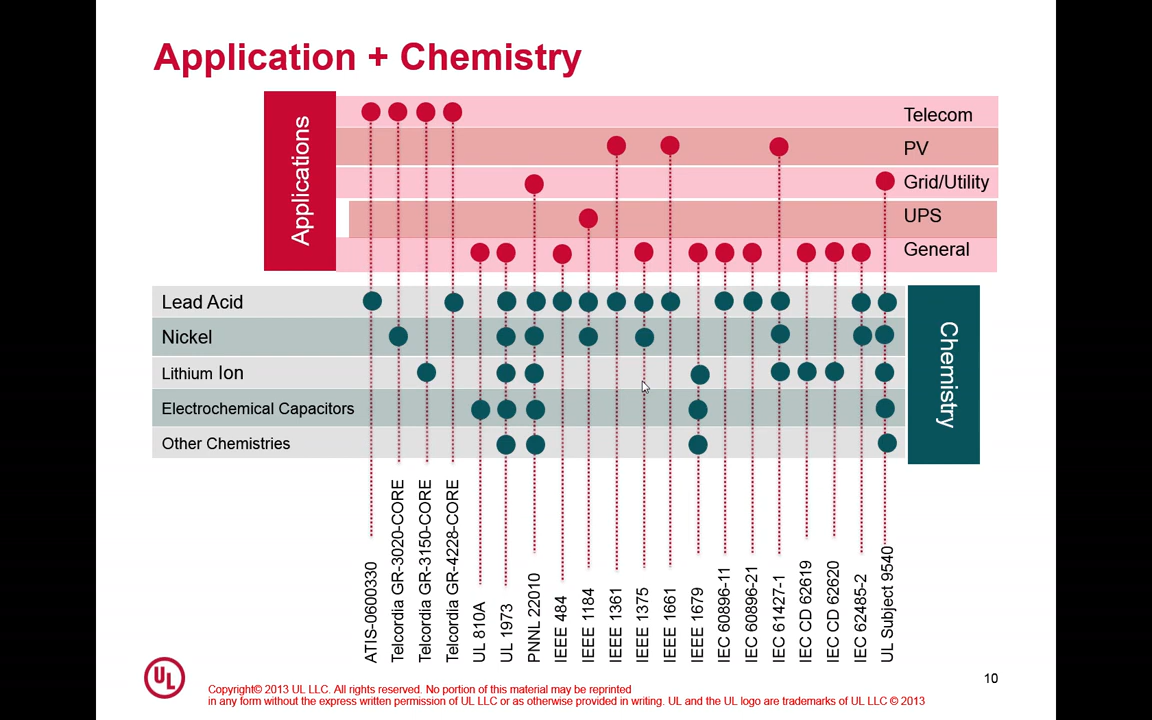 Application + Chemistry
Applications
Telecom
PV
Grid/Utility
UPS
General
Lead Acid
Nickel
Lithium Ion
Electrochemical Capacitors
Other Chemistries
Chemistry
ATIS-0600330
Telcordia GR-3020-CORE
Telcordia GR-3150-CORE
Telcordia GR-4228-CORE
UL 810A
UL 1973
PNNL 22010
IEEE 484
IEEE 1184
IEEE 1361
IEEE 1375
IEEE 1661
IEEE 1679
IEC 60896-11
IEC 60896-21
IEC 61427-1
IEC CD 62619
IEC CD 62620
IEC 62485-2
UL Subject 9540
10
UL
Copyright© 2013 UL LLC. All rights reserved. No portion of this material may be reprinted
in any form without the express written permission of UL LLC or as otherwise provided in writing. UL and the UL logo are trademarks of UL LLC © 2013